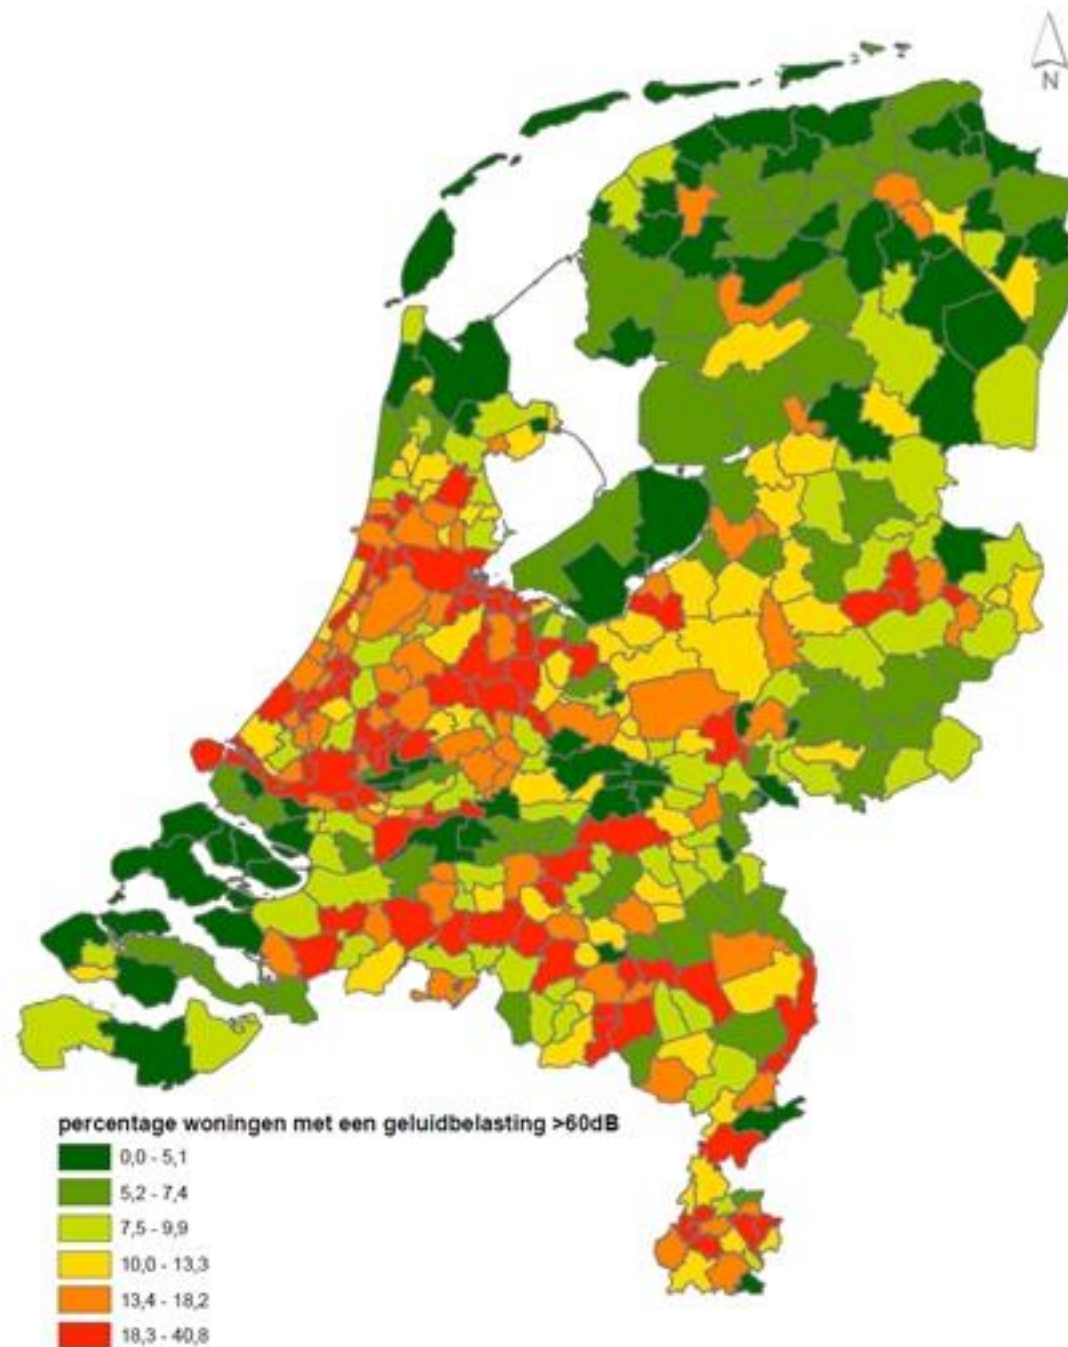 N
percentage woningen met een geluidbelasting >60dB
0,0 - 5,1
5,2 - 7,4
7,5 - 9,9
10,0 - 13,3
13,4 - 18,2
18,3 - 40,8